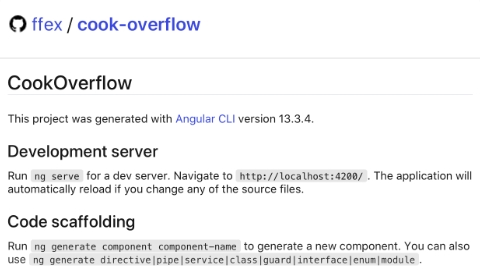 ffex / cook-overflow
CookOverflow
This project was generated with Angular CLI version 13.3.4.
Development server
Run ng serve for a dev server. Navigate to http://localhost:4200/. The application will
automatically reload if you change any of the source files.
Code scaffolding
Run ng generate component component-name to generate a new component. You can also
use ng generate directive|pipe|service|class|guard|interface|enum|module.